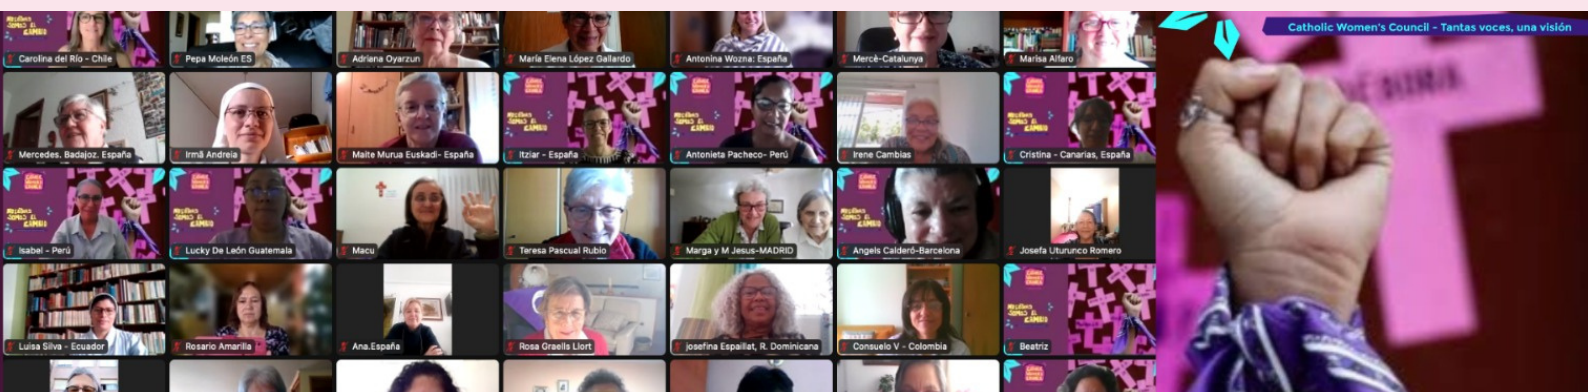 Catholic Women's Council - Tantas voces, una visión
Carolina del Río - Chile
Pepa Moleón ES
Adriana Oyarzun
María Elena López Gallardo
Antonina Wozna: España
Mercè-Catalunya
Marisa Alfaro
Mercedes. Badajoz. España
Irmã Andreia
Maite Murua Euskadi- España
Itziar - España
Antonieta Pacheco- Perú
Irene Cambias
Cristina - Canarias, España
Isabel - Perú
Lucky De León Guatemala
Macu
Teresa Pascual Rubio
Marga y M Jesus-MADRID
Angels Calderó-Barcelona
Josefa Uturunco Romero
Luisa Silva - Ecuador
Rosario Amarilla
Ana.España
Rosa Graells Llort
josefina Espaillat, R. Dominicana
Consuelo V - Colombia
Beatriz